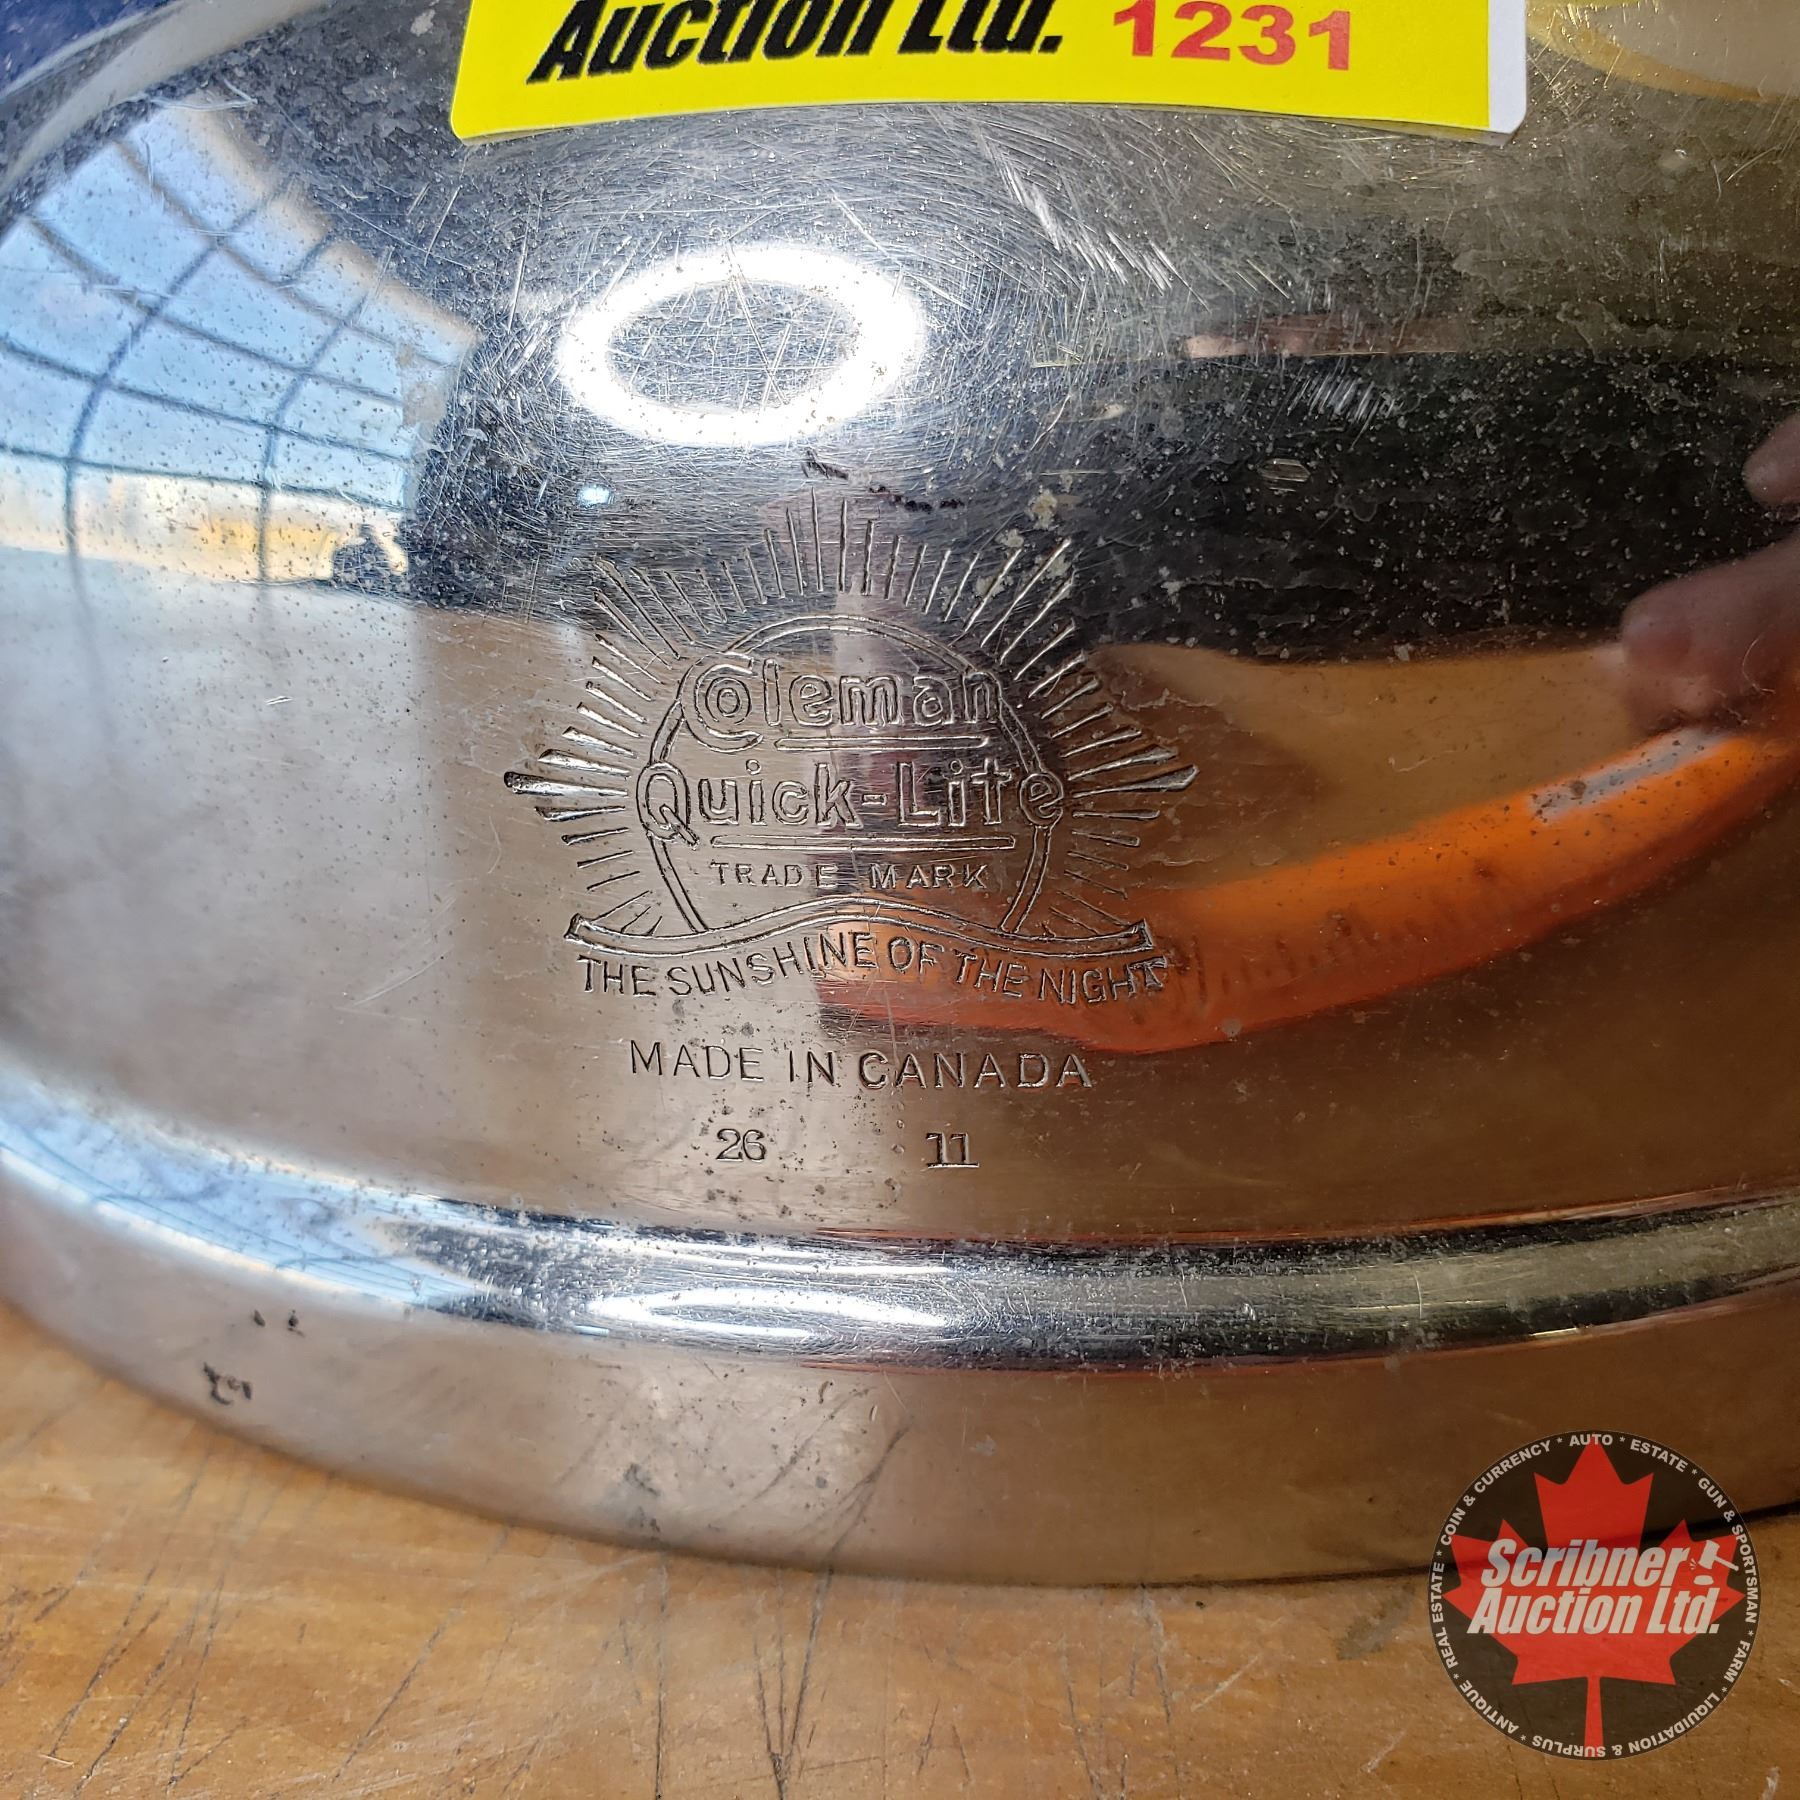 Auction Ltd. 1231
Coleman
Quick-Lite
TRADE MARK
THE SUNSHINE OF THE NIGHT
MADE IN CANADA
26 11
COIN & CURRENCY * AUTO * ESTATE * GUN & SPORTSMAN * FARM * LIQUIDATION & SURPLUS * ANTIQUE * REAL ESTATE *
Scribner
Auction Ltd.